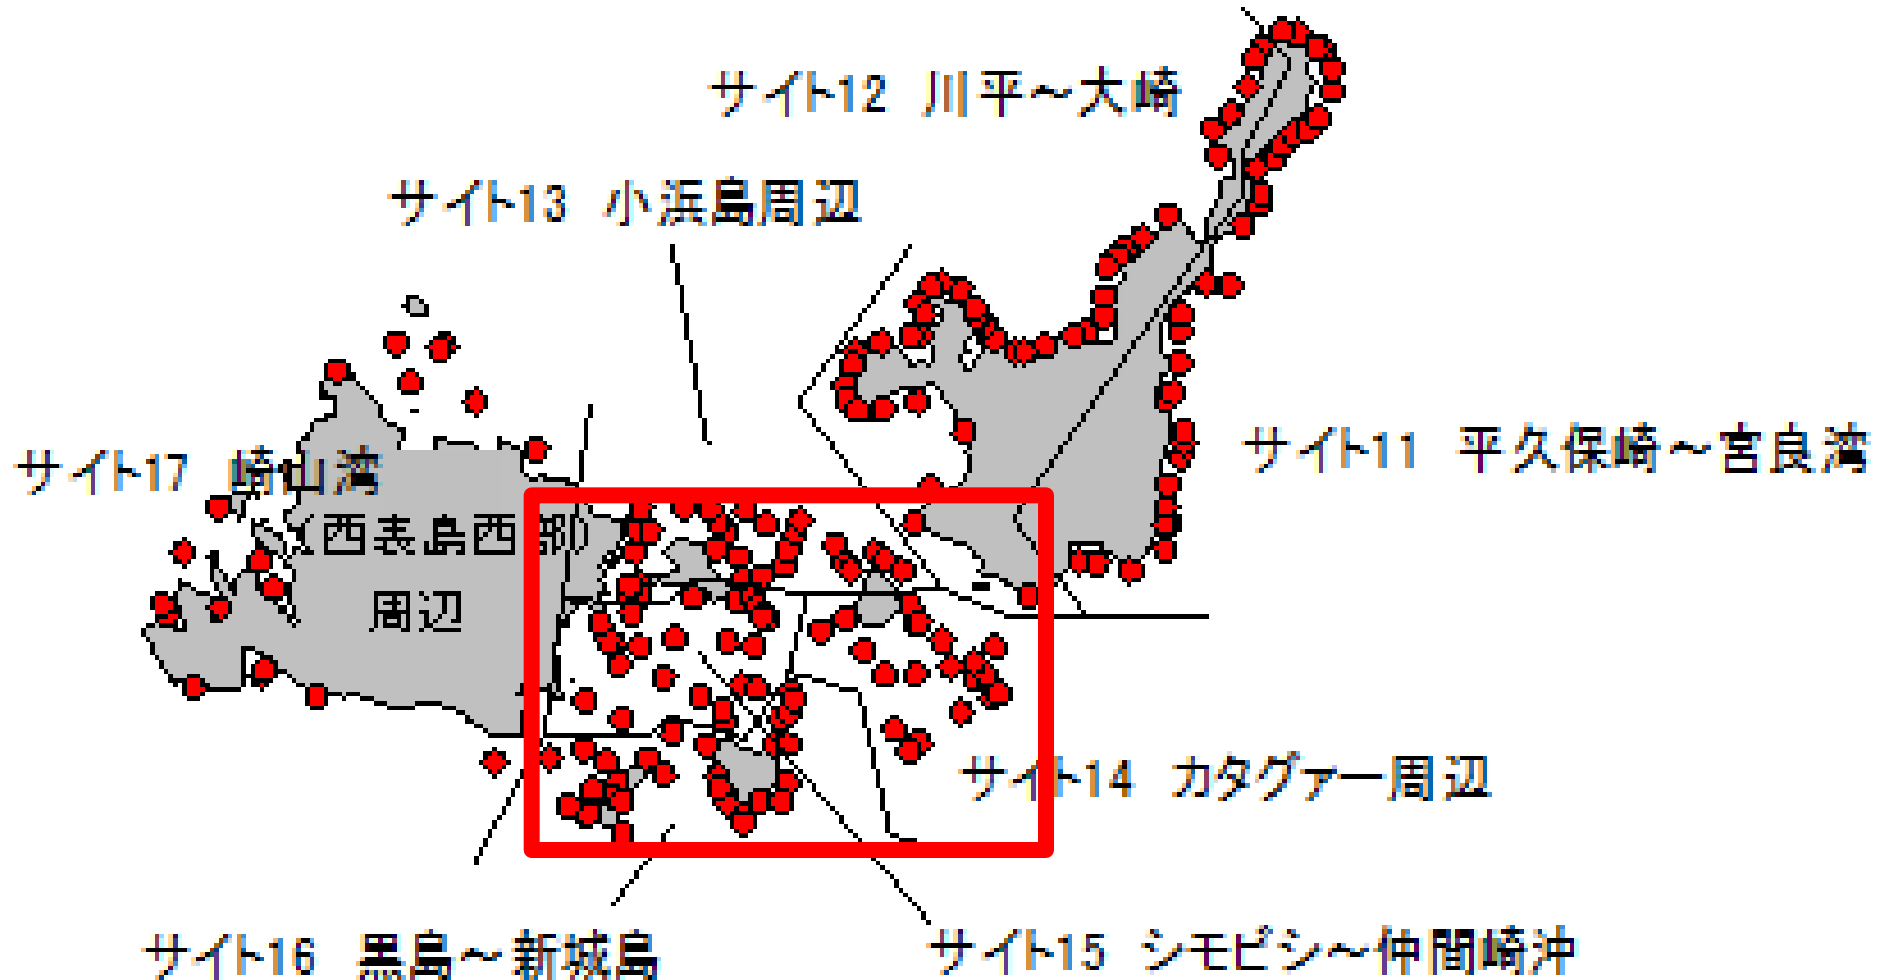 サイト12 川平～大崎
サイト13 小浜島周辺
サイト11 平久保崎～宮良湾
サイト17 崎山湾
(西表島西部)
周辺
サイト14 カタグァー周辺
サイト16 黒島～新城島
サイト15 シモビシ～仲間崎沖